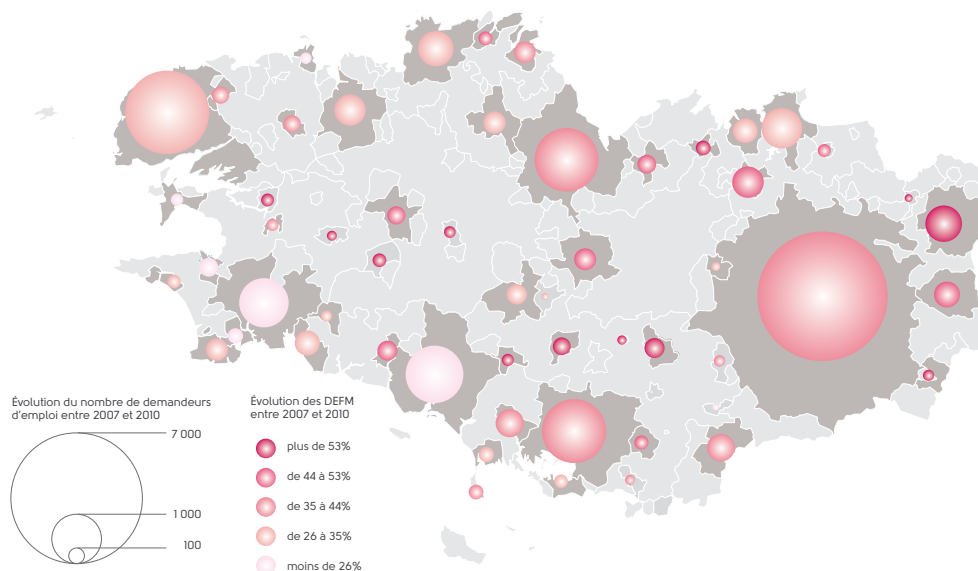 Évolution du nombre de demandeurs
d'emploi entre 2007 et 2010
7 000
1 000
100
Évolution des DEFM
entre 2007 et 2010
plus de 53%
de 44 à 53%
de 35 à 44%
de 26 à 35%
moins de 26%